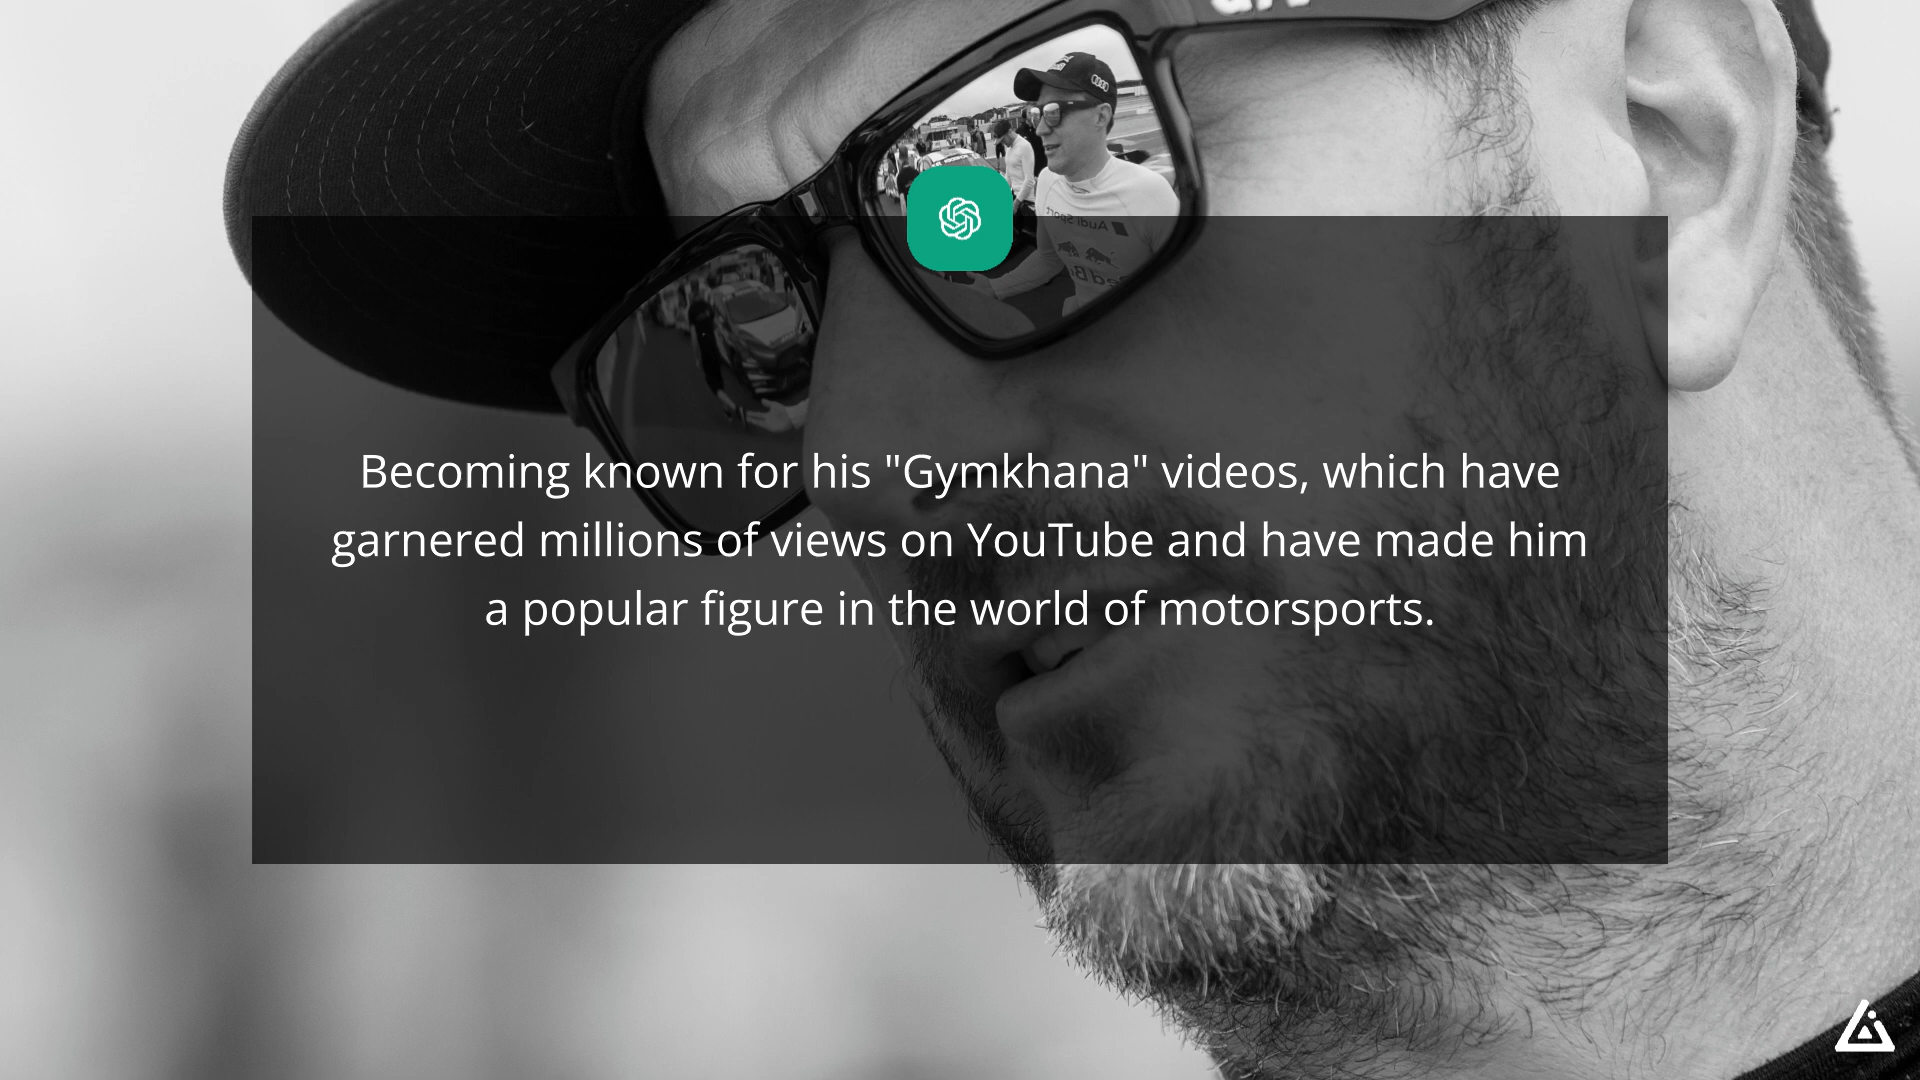 Becoming known for his "Gymkhana" videos, which have
garnered millions of views on YouTube and have made him
a popular figure in the world of motorsports.